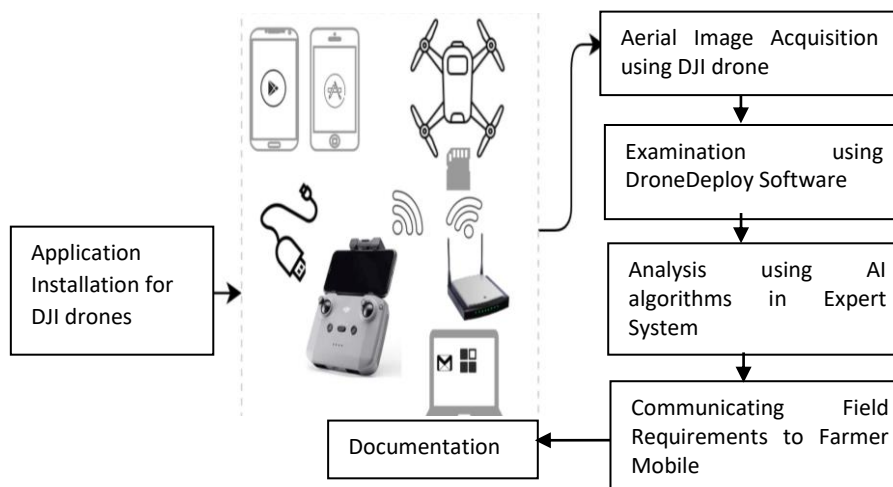 Application
Installation for
DJI drones
Aerial Image Acquisition
using DJI drone
Examination using
DroneDeploy Software
Analysis using AI
algorithms in Expert
System
Communicating Field
Requirements to Farmer
Mobile
Documentation